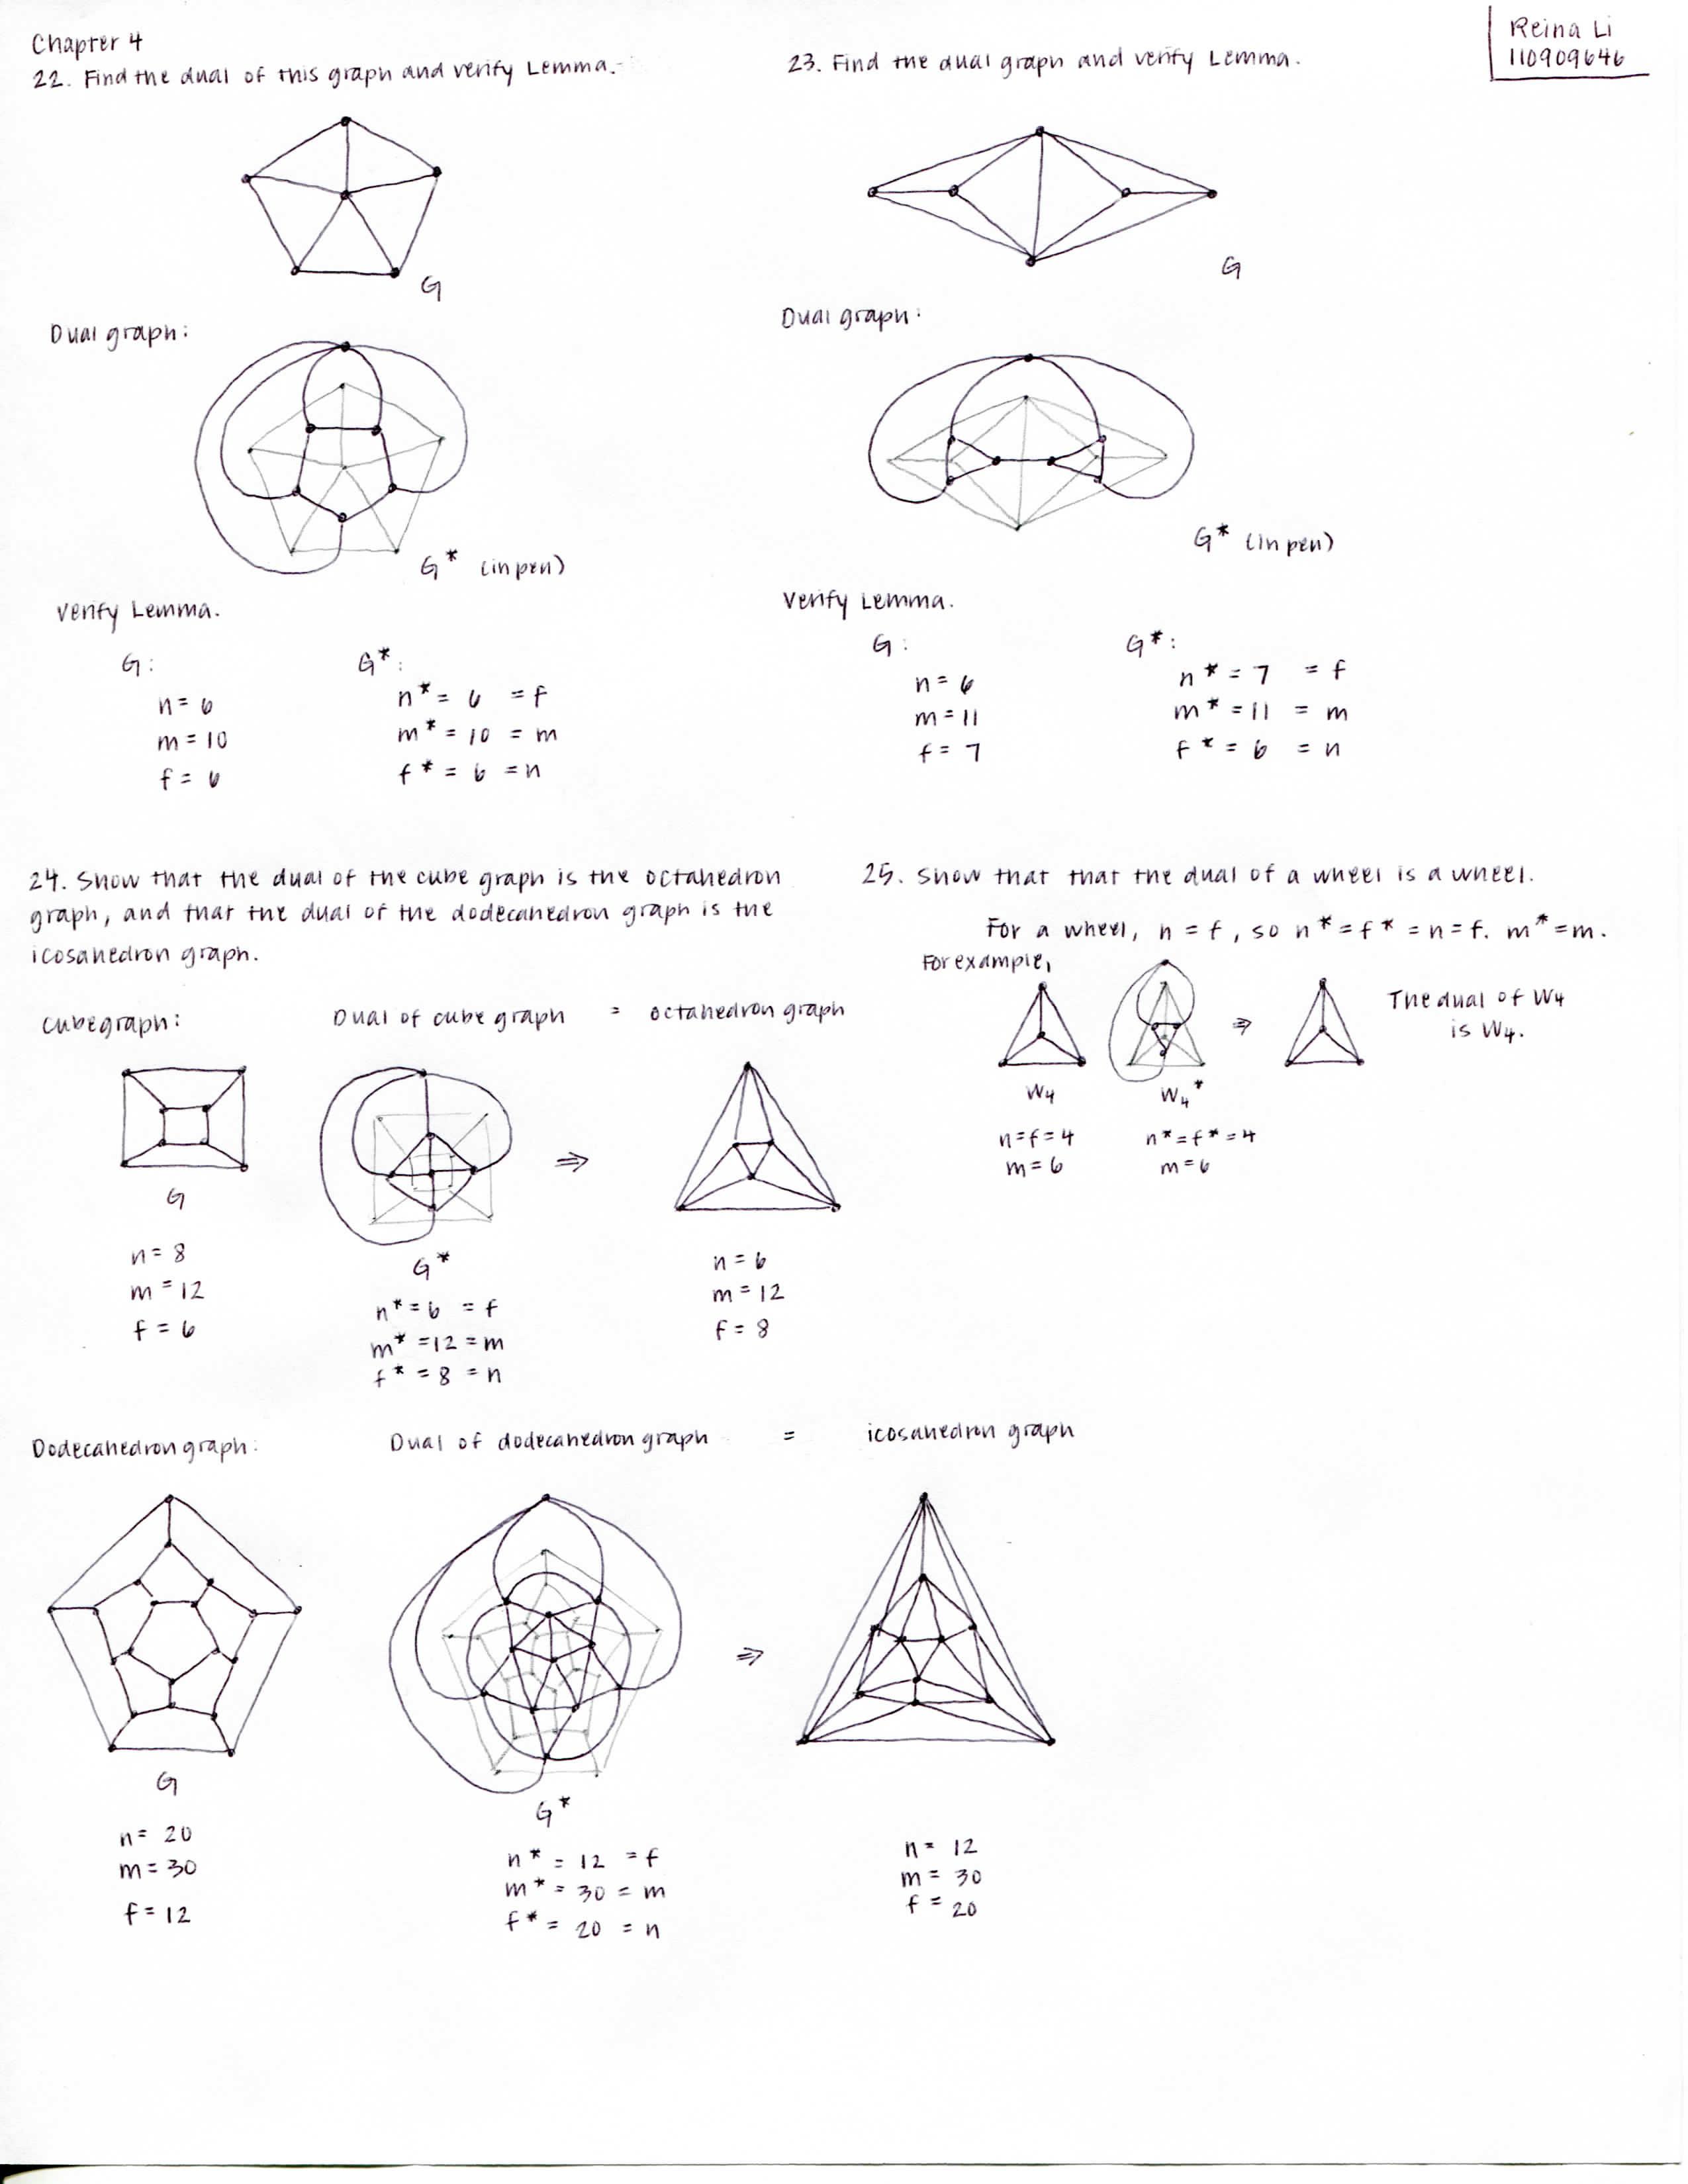 Reina Li
110909646
Chapter 4
22. Find the dual of this graph and verify Lemma.
G
Dual graph:
G* (in pen)
Verify Lemma.
G: G*:
n = 6 n* = 6 = f
m = 10 m* = 10 = m
f = 6 f* = 6 = n
23. Find the dual graph and verify Lemma.
G
Dual graph:
G* (in pen)
Verify Lemma.
G: G*:
n = 6 n* = 7 = f
m = 11 m* = 11 = m
f = 7 f* = 6 = n
24. Show that the dual of the cube graph is the octahedron
graph, and that the dual of the dodecahedron graph is the
icosahedron graph.
Cube graph: Dual of cube graph = octahedron graph
⇒
G
G*
n = 8
m = 12
f = 6
n* = 6 = f
m* = 12 = m
f* = 8 = n
n = 6
m = 12
f = 8
Dodecahedron graph: Dual of dodecahedron graph = icosahedron graph
⇒
G
G*
n = 20
m = 30
f = 12
n* = 12 = f
m* = 30 = m
f* = 20 = n
n = 12
m = 30
f = 20
25. Show that that the dual of a wheel is a wheel.
For a wheel, n = f, so n* = f* = n = f. m* = m.
For example,
⇒
The dual of W4
is W4.
W4 W4*
n = f = 4 n* = f* = 4
m = 6 m = 6